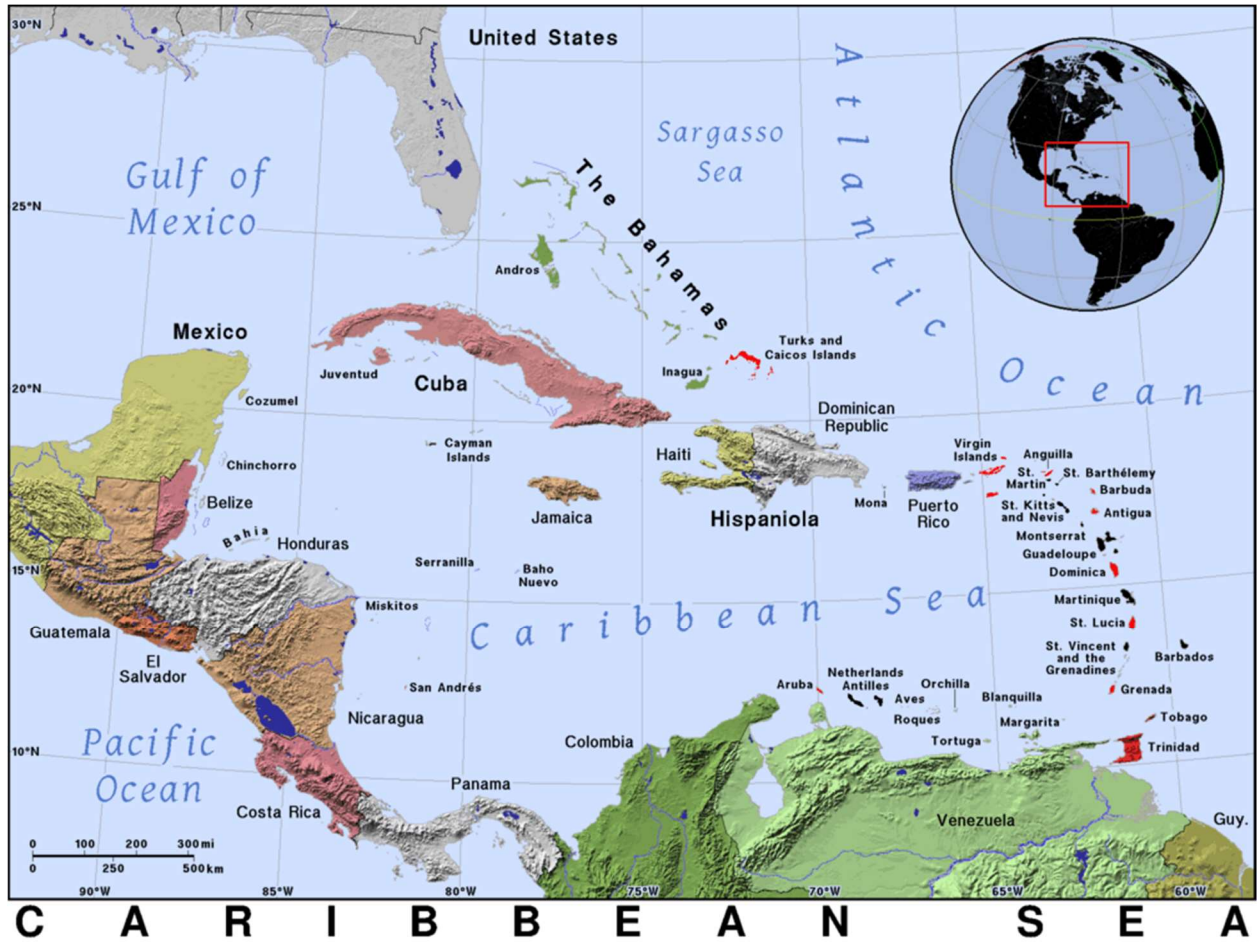 30°N
United States
Atlantic
Sargasso
Sea
Gulf of
Mexico
The Bahamas
25°N
Andros
Ocean
Mexico
Turks and
Caicos Islands
Juventud
Cuba
Inagua
20°N
Cozumel
Dominican
Republic
Cayman
Islands
Haiti
Virgin
Islands
Anguilla
Chinchorro
St.
Martin
St. Barthélemy
Barbuda
Belize
Jamaica
Hispaniola
Mona
Puerto
Rico
St. Kitts
and Nevis
Antigua
Bahia
Honduras
Montserrat
Guadeloupe
15°N
Serranilla
Baho
Nuevo
Dominica
Miskitos
Caribbean Sea
Martinique
Guatemala
St. Lucia
El
Salvador
St. Vincent
and the
Grenadines
Barbados
San Andrés
Aruba
Netherlands
Antilles
Aves
Orchilla
Roques
Blanquilla
Grenada
Nicaragua
Margarita
Tobago
Pacific
Ocean
10°N
Colombia
Tortuga
Trinidad
Panama
Costa Rica
Venezuela
Guy.
0 100 200 300 mi
0 250 500 km
90°W 85°W 80°W 75°W 70°W 65°W 60°W
CARIBBEAN SEA